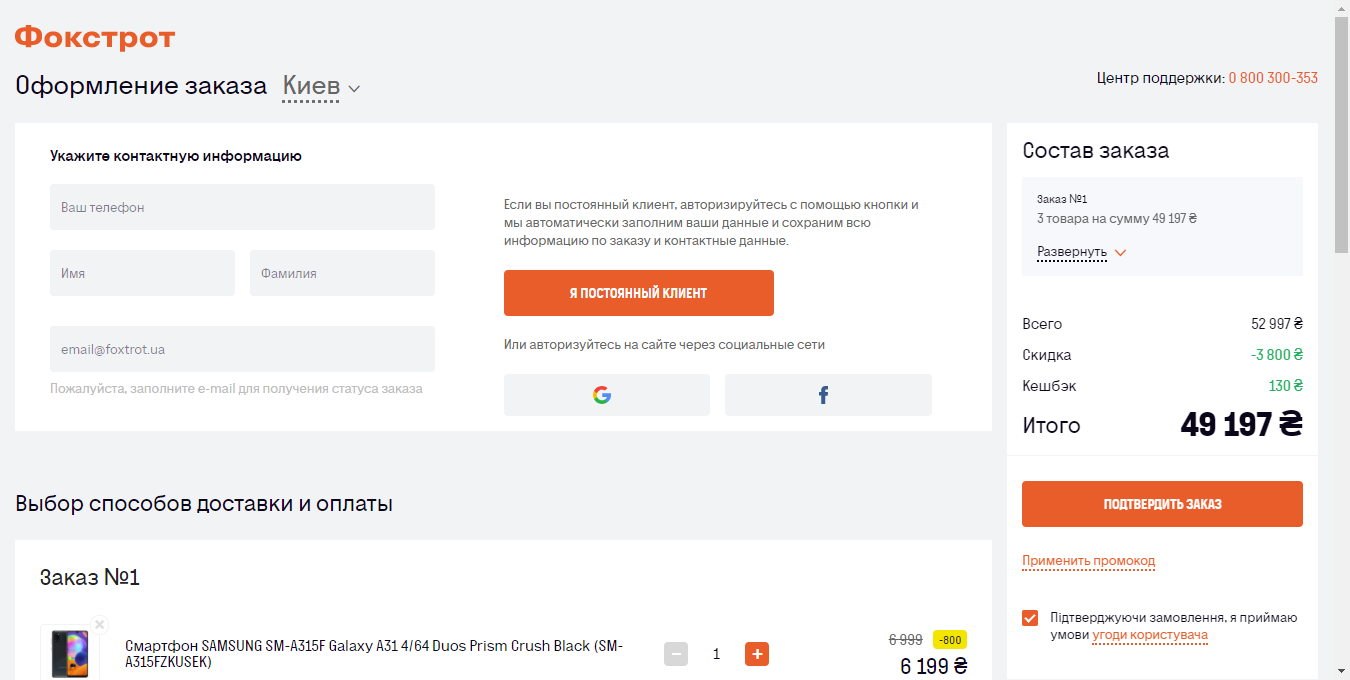 Фокстрот
Оформление заказа Киев
Центр поддержки: 0 800 300-353
Укажите контактную информацию
Ваш телефон
Имя
Фамилия
email@foxtrot.ua
Пожалуйста, заполните e-mail для получения статуса заказа
Если вы постоянный клиент, авторизируйтесь с помощью кнопки и
мы автоматически заполним ваши данные и сохраним всю
информацию по заказу и контактные данные.
Я ПОСТОЯННЫЙ КЛИЕНТ
Или авторизуйтесь на сайте через социальные сети
Состав заказа
Заказ №1
3 товара на сумму 49 197 ₴
Развернуть
Всего 52 997 ₴
Скидка -3 800 ₴
Кешбэк 130 ₴
Итого 49 197 ₴
ПОДТВЕРДИТЬ ЗАКАЗ
Применить промокод
Підтверджуючи замовлення, я приймаю
умови угоди користувача
Выбор способов доставки и оплаты
Заказ №1
Смартфон SAMSUNG SM-A315F Galaxy A31 4/64 Duos Prism Crush Black (SM-
A315FZKUSEK)
1
6 999 -800
6 199 ₴